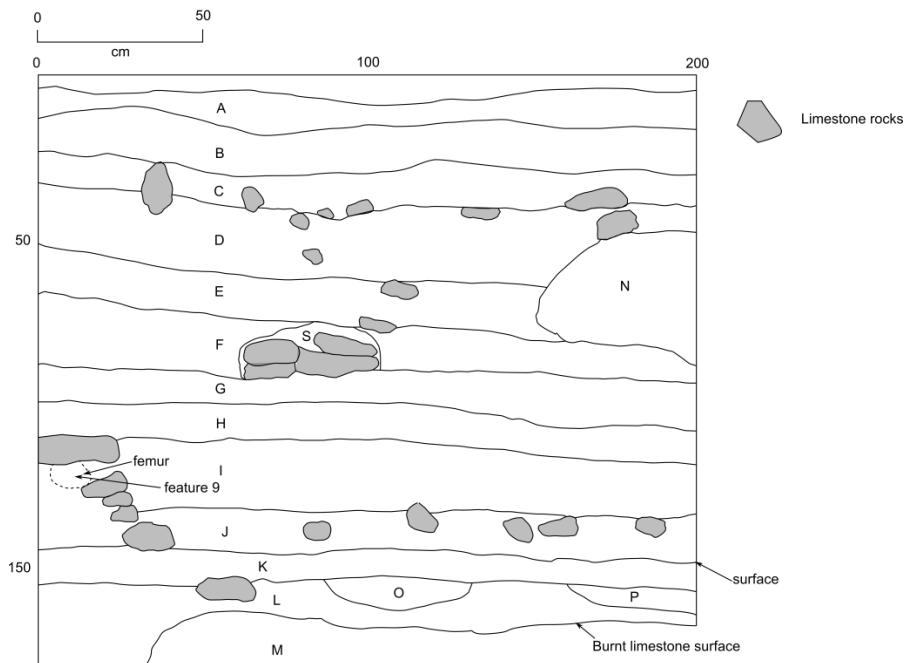 0 50
cm
0 100 200
A
Limestone rocks
B
C
50
D
E
N
S
F
G
H
femur
I
feature 9
J
150
K
surface
L
O
P
Burnt limestone surface
M